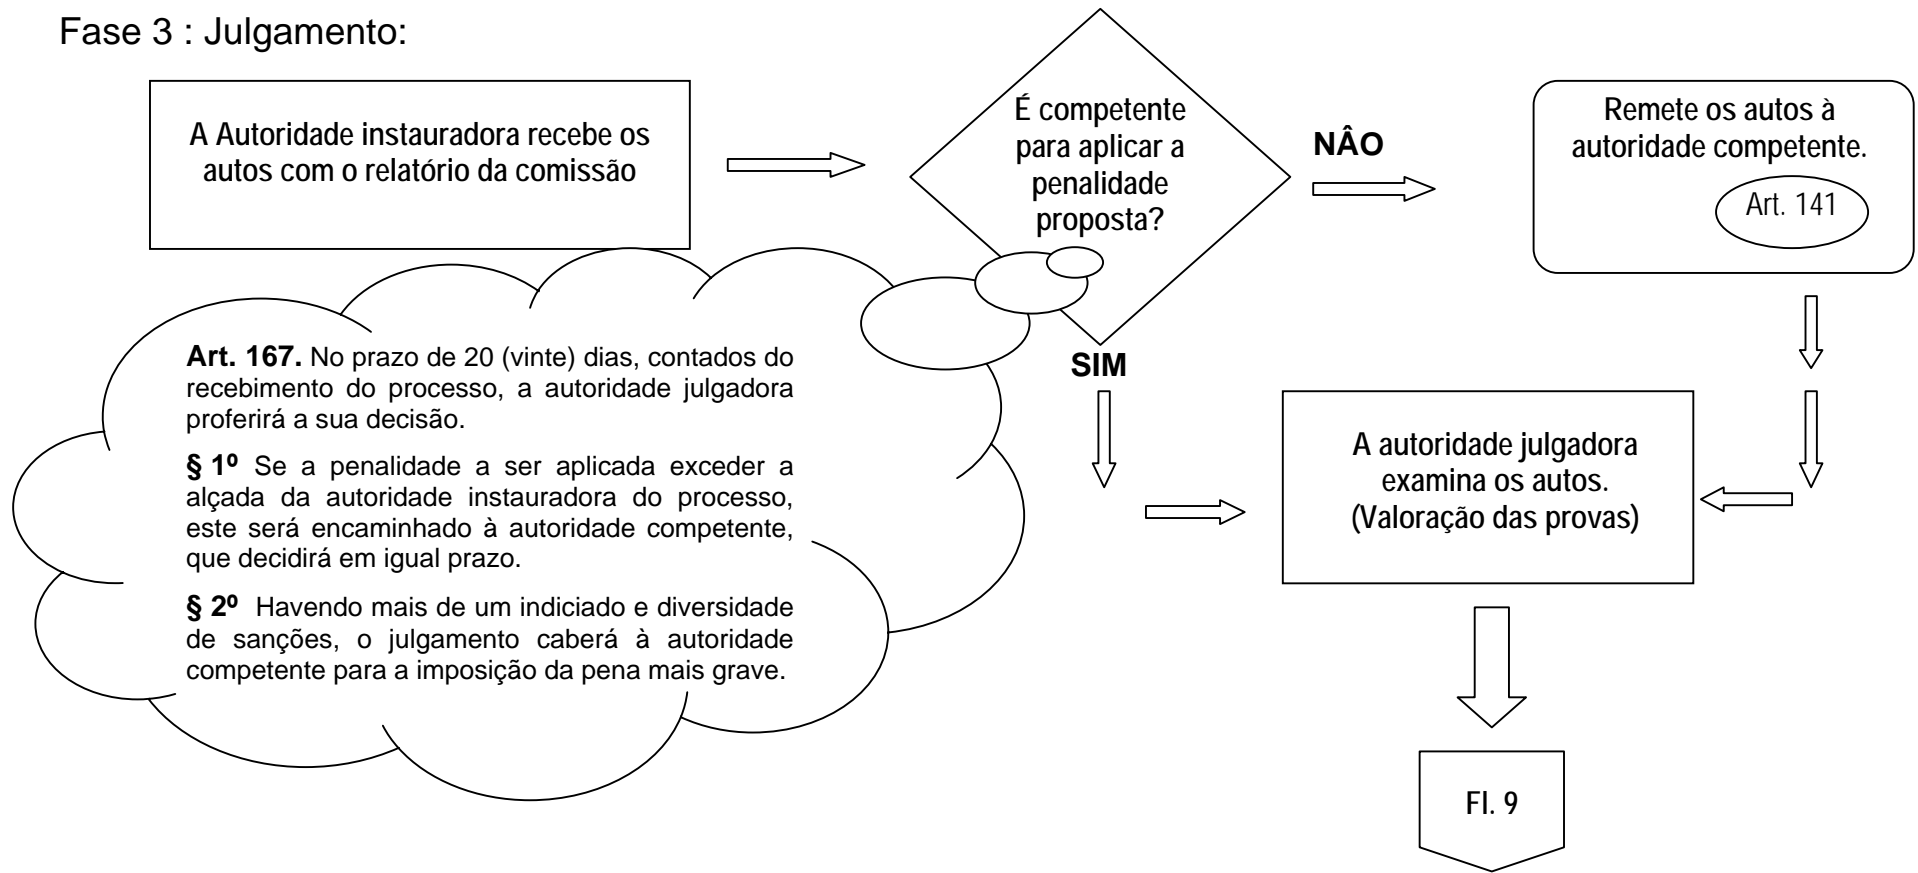 Fase 3 : Julgamento:
A Autoridade instauradora recebe os
autos com o relatório da comissão
É competente
para aplicar a
penalidade
proposta?
NÂO
Remete os autos à
autoridade competente.
Art. 141
SIM
Art. 167. No prazo de 20 (vinte) dias, contados do
recebimento do processo, a autoridade julgadora
proferirá a sua decisão.
§ 1º Se a penalidade a ser aplicada exceder a
alçada da autoridade instauradora do processo,
este será encaminhado à autoridade competente,
que decidirá em igual prazo.
§ 2º Havendo mais de um indiciado e diversidade
de sanções, o julgamento caberá à autoridade
competente para a imposição da pena mais grave.
A autoridade julgadora
examina os autos.
(Valoração das provas)
Fl. 9